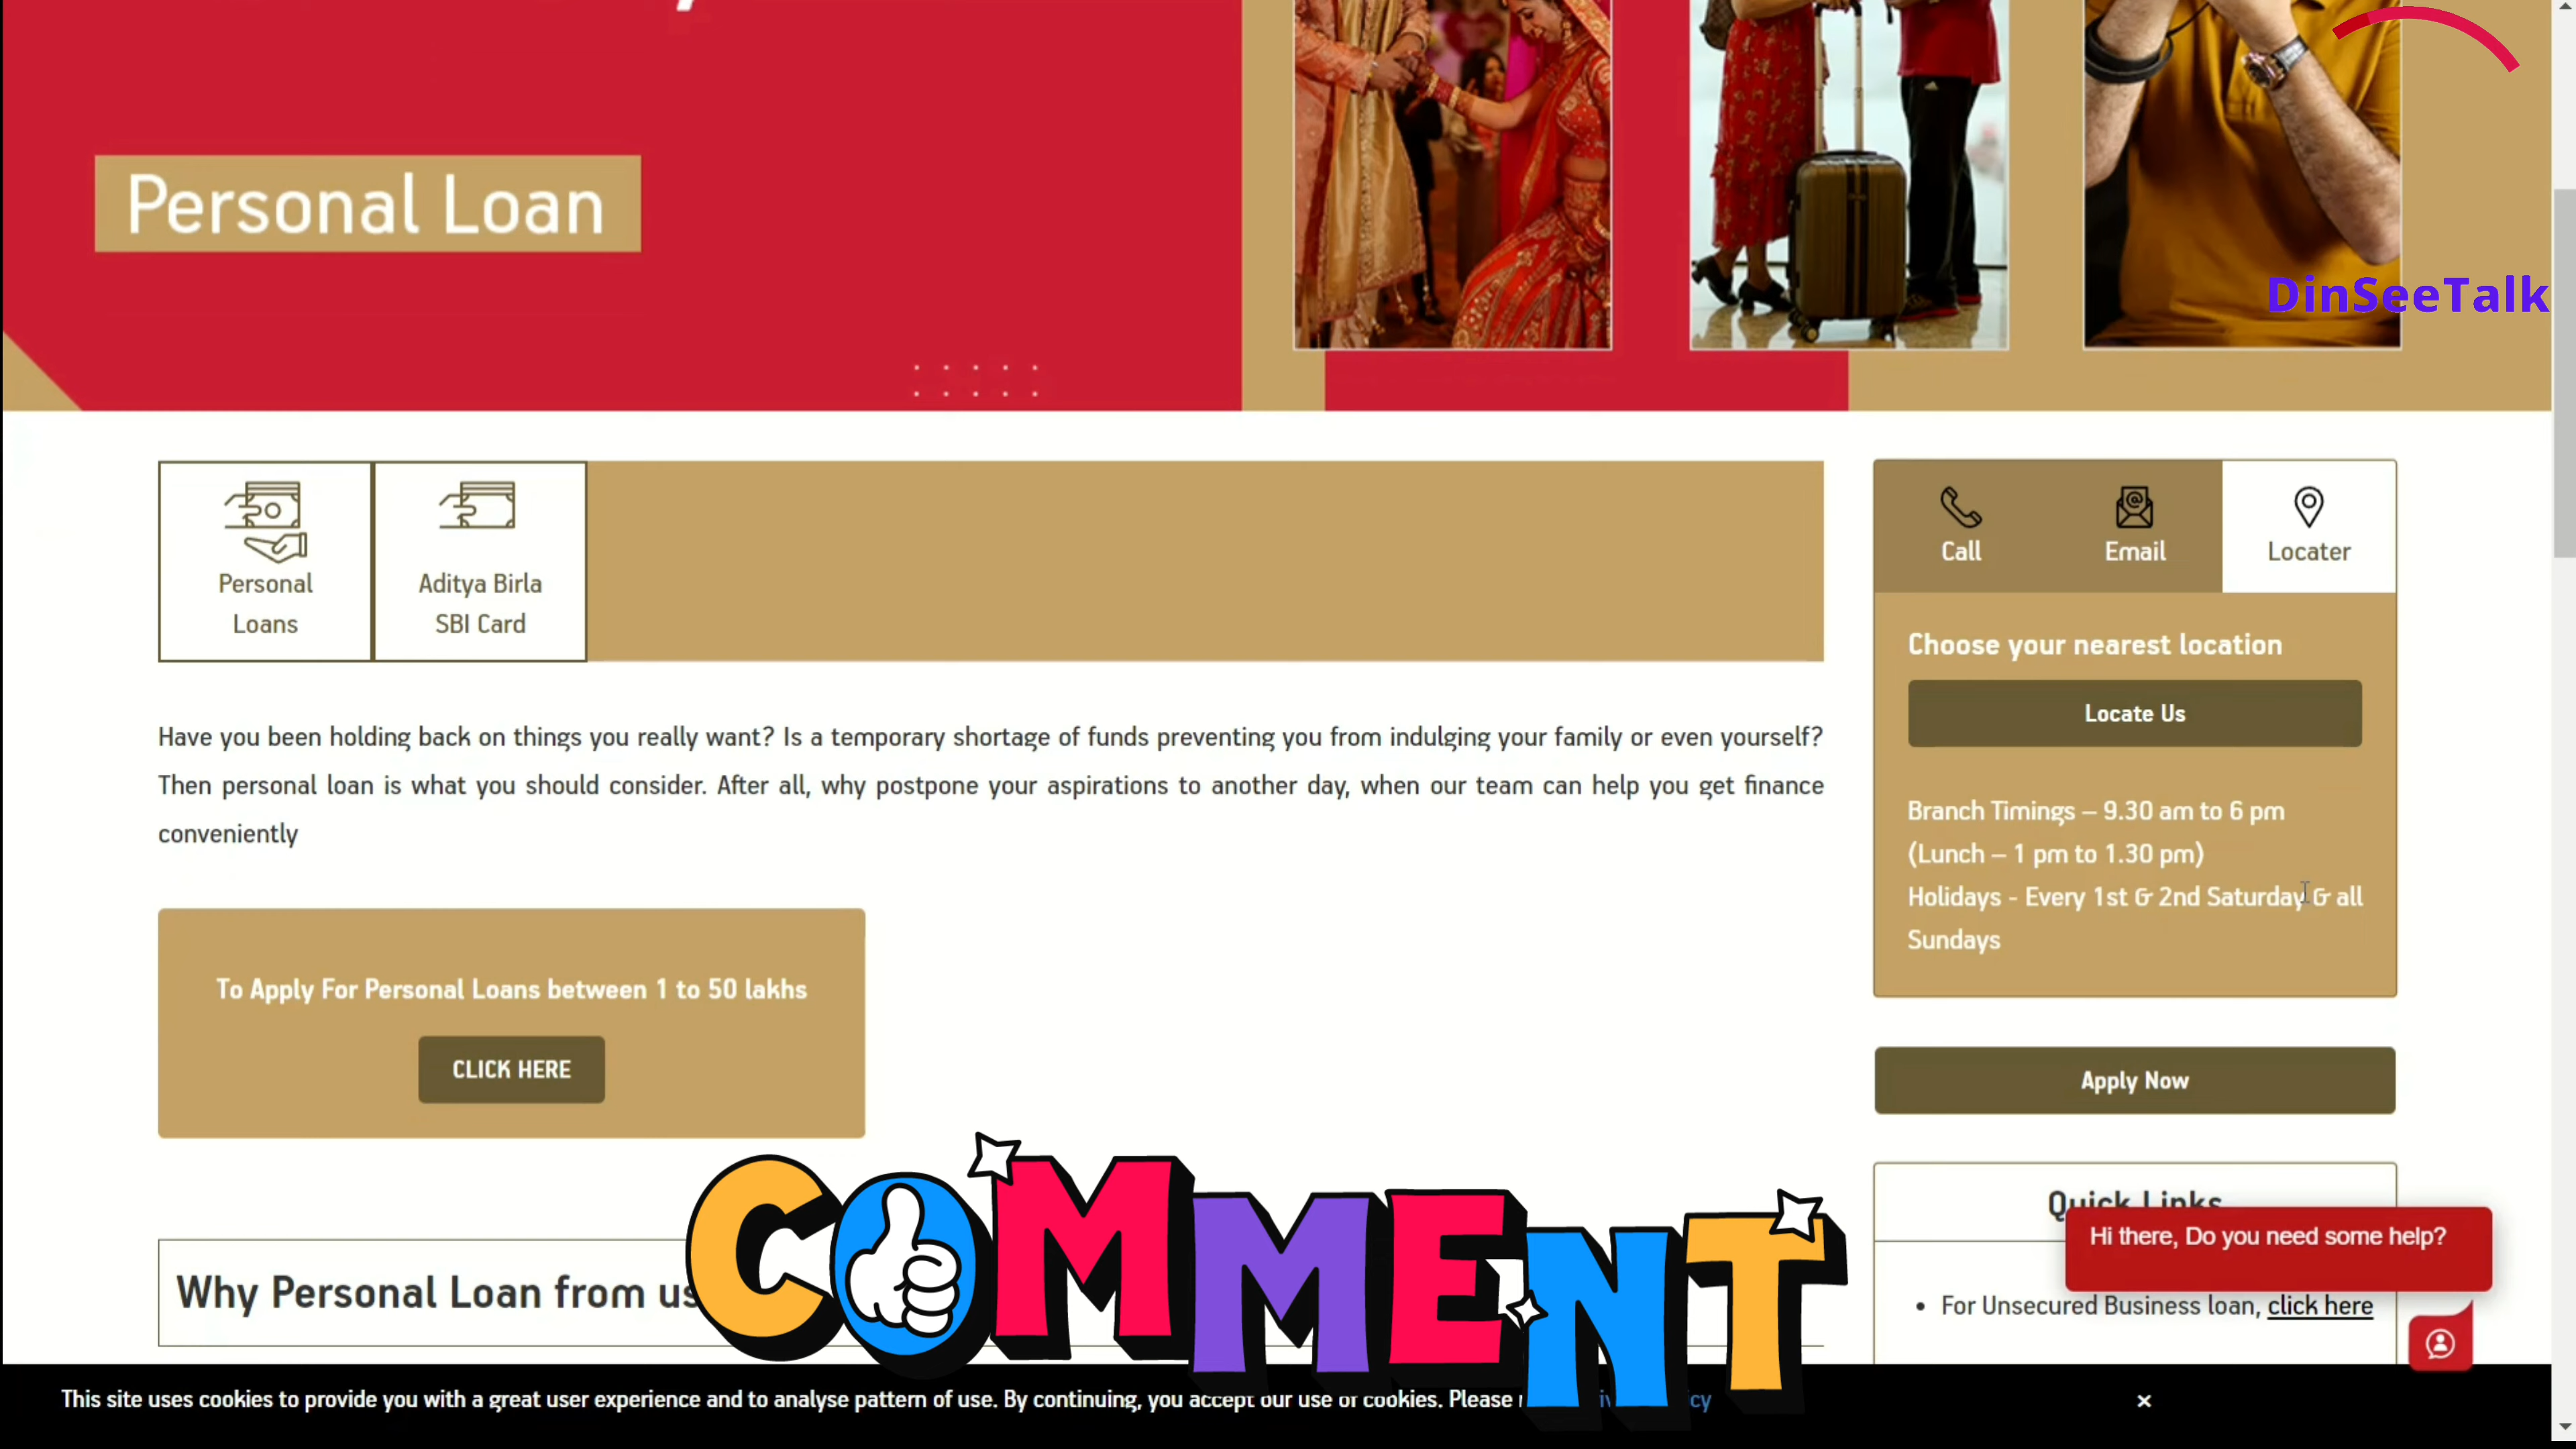 Personal Loan
DinSeeTalk
Personal
Loans
Aditya Birla
SBI Card
Call
Email
Locater
Choose your nearest location
Locate Us
Branch Timings – 9.30 am to 6 pm
(Lunch – 1 pm to 1.30 pm)
Holidays - Every 1st & 2nd Saturday & all
Sundays
Have you been holding back on things you really want? Is a temporary shortage of funds preventing you from indulging your family or even yourself?
Then personal loan is what you should consider. After all, why postpone your aspirations to another day, when our team can help you get finance
conveniently
To Apply For Personal Loans between 1 to 50 lakhs
CLICK HERE
Apply Now
Quick Links
Hi there, Do you need some help?
• For Unsecured Business loan, click here
Why Personal Loan from us
COMMENT
This site uses cookies to provide you with a great user experience and to analyse pattern of use. By continuing, you accept our use of cookies. Please
×